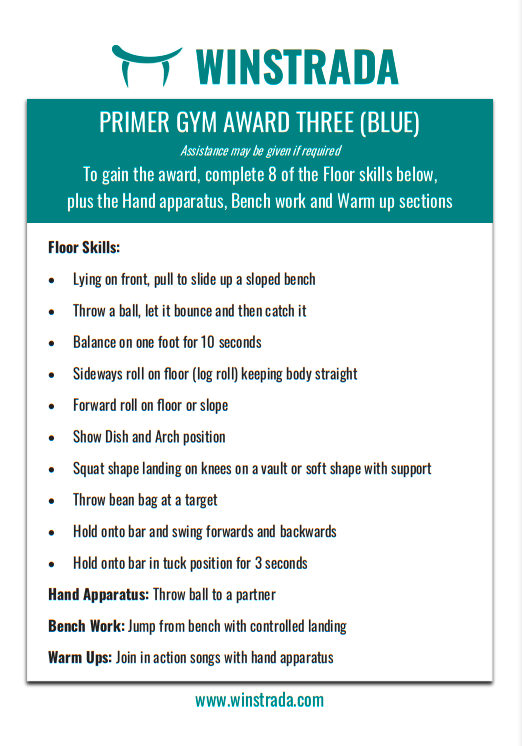 WINSTRADA
PRIMER GYM AWARD THREE (BLUE)
Assistance may be given if required
To gain the award, complete 8 of the Floor skills below,
plus the Hand apparatus, Bench work and Warm up sections
Floor Skills:
• Lying on front, pull to slide up a sloped bench
• Throw a ball, let it bounce and then catch it
• Balance on one foot for 10 seconds
• Sideways roll on floor (log roll) keeping body straight
• Forward roll on floor or slope
• Show Dish and Arch position
• Squat shape landing on knees on a vault or soft shape with support
• Throw bean bag at a target
• Hold onto bar and swing forwards and backwards
• Hold onto bar in tuck position for 3 seconds
Hand Apparatus: Throw ball to a partner
Bench Work: Jump from bench with controlled landing
Warm Ups: Join in action songs with hand apparatus
www.winstrada.com